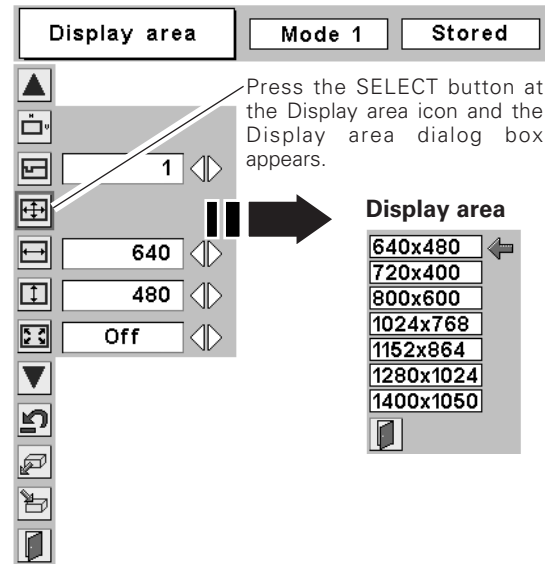 Display area Mode 1 Stored
Press the SELECT button at
the Display area icon and the
Display area dialog box
appears.
H
V
1
640
480
Off
Display area
640x480
720x400
800x600
1024x768
1152x864
1280x1024
1400x1050